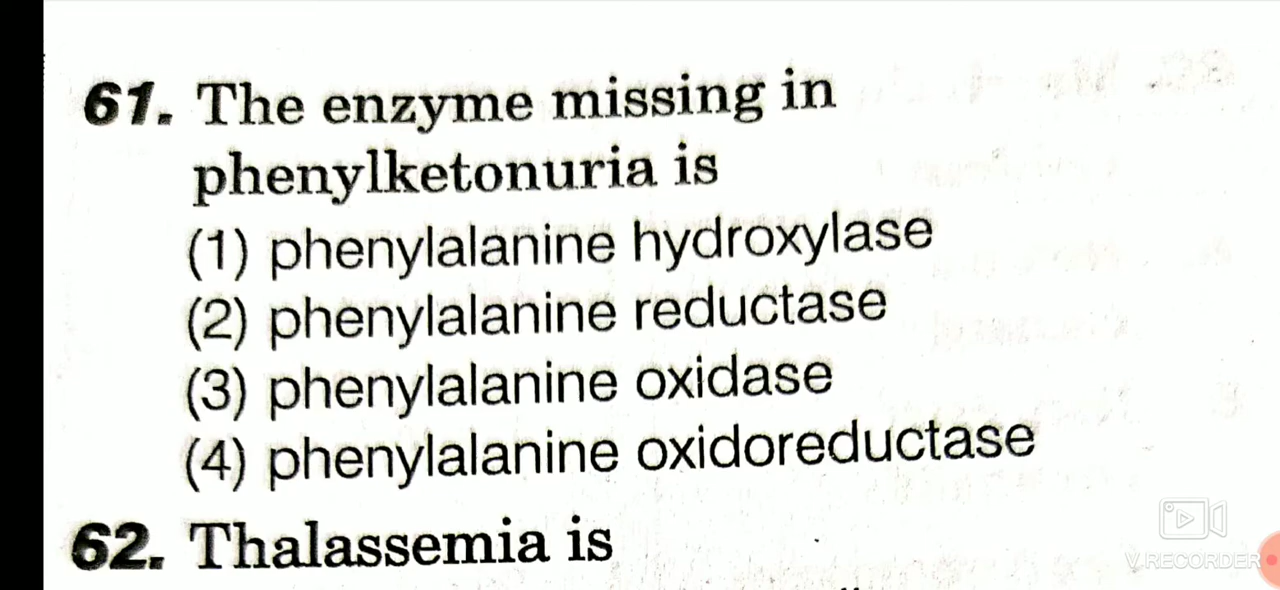 61. The enzyme missing in
phenylketonuria is
(1) phenylalanine hydroxylase
(2) phenylalanine reductase
(3) phenylalanine oxidase
(4) phenylalanine oxidoreductase
62. Thalassemia is
V.RECORDER